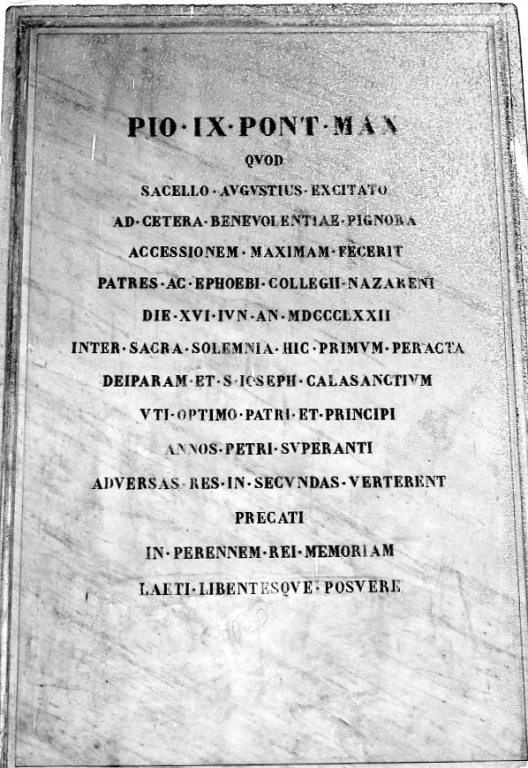 PIO·IX·PONT·MAX
QVOD
SACELLO·AVGVSTIUS·EXCITATO
AD·CETERA·BENEVOLENTIAE·PIGNORA
ACCESSIONEM·MAXIMAM·FECERIT
PATRES·AC·EPHOEBI·COLLEGII·NAZARENI
DIE·XVI·IVN·AN·MDCCCLXXII
INTER·SACRA·SOLEMNIA·HIC·PRIMVM·PERACTA
DEIPARAM·ET·S·IOSEPH·CALASANCTIVM
VTI·OPTIMO·PATRI·ET·PRINCIPI
ANNOS·PETRI·SVPERANTI
ADVERSAS·RES·IN·SECVNDAS·VERTERENT
PRECATI
IN·PERENNEM·REI·MEMORIAM
LAETI·LIBENTESQVE·POSVERE